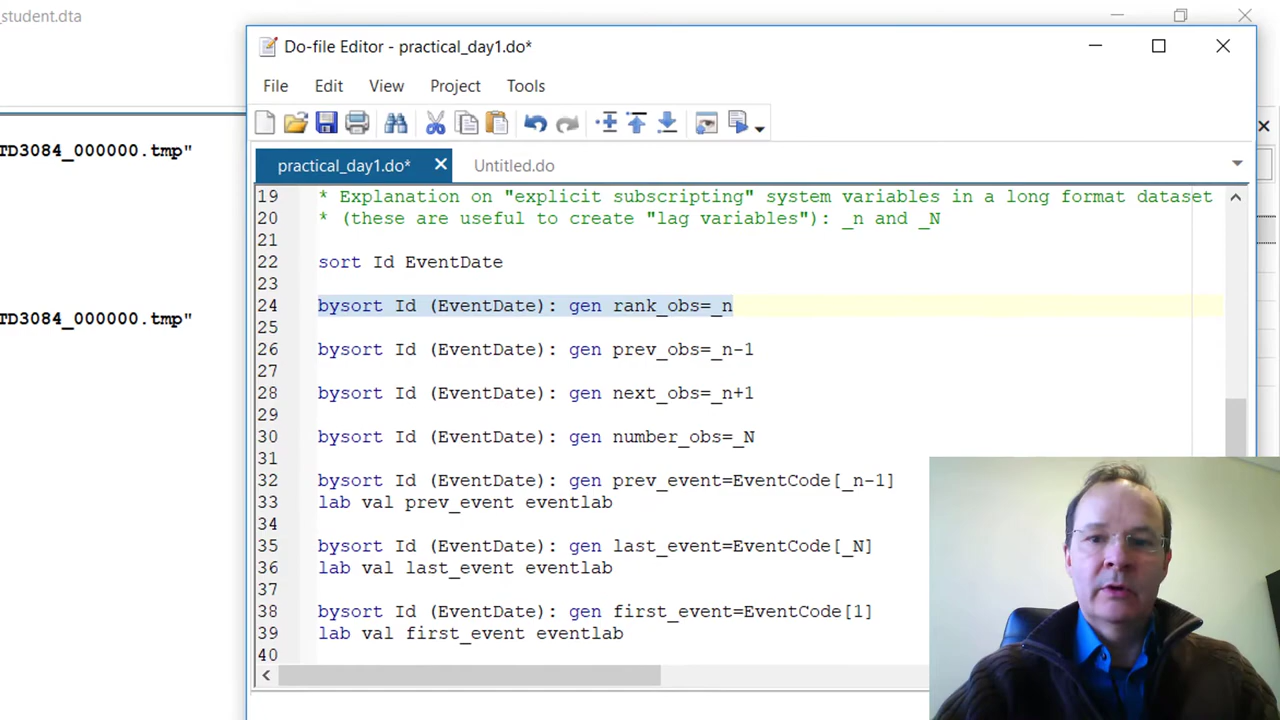 _student.dta
TD3084_000000.tmp"
TD3084_000000.tmp"
Do-file Editor - practical_day1.do*
File Edit View Project Tools
practical_day1.do* Untitled.do
19 * Explanation on "explicit subscripting" system variables in a long format dataset
20 * (these are useful to create "lag variables"): _n and _N
21
22 sort Id EventDate
23
24 bysort Id (EventDate): gen rank_obs=_n
25
26 bysort Id (EventDate): gen prev_obs=_n-1
27
28 bysort Id (EventDate): gen next_obs=_n+1
29
30 bysort Id (EventDate): gen number_obs=_N
31
32 bysort Id (EventDate): gen prev_event=EventCode[_n-1]
33 lab val prev_event eventlab
34
35 bysort Id (EventDate): gen last_event=EventCode[_N]
36 lab val last_event eventlab
37
38 bysort Id (EventDate): gen first_event=EventCode[1]
39 lab val first_event eventlab
40